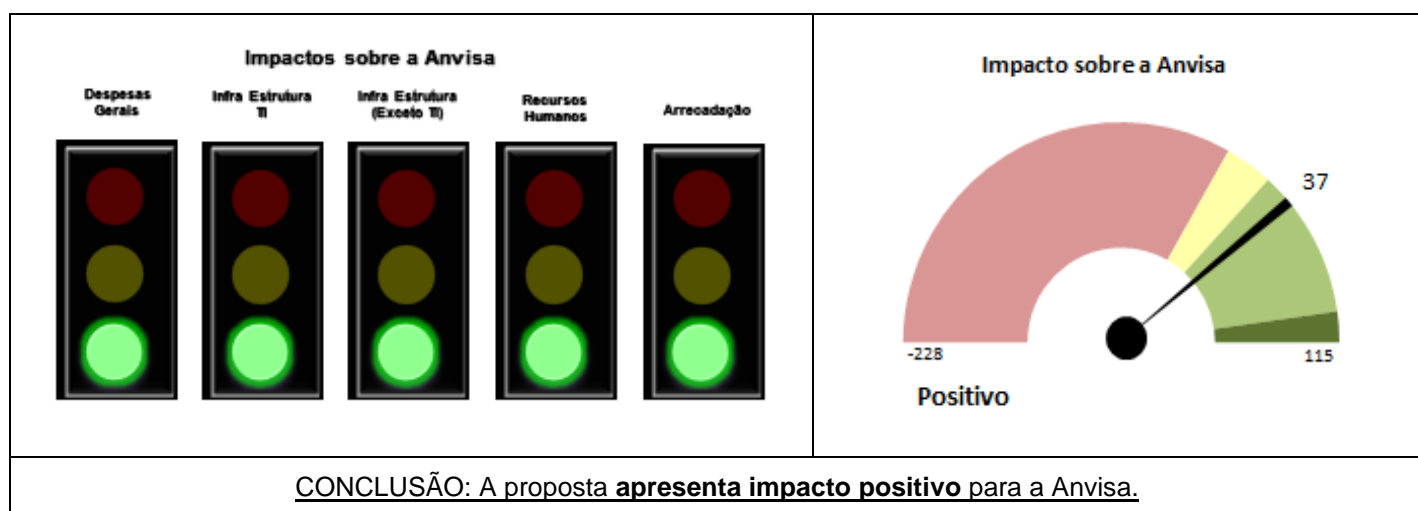 Impactos sobre a Anvisa
Despesas
Gerais
Infra Estrutura
TI
Infra Estrutura
(Exceto TI)
Recursos
Humanos
Arrecadação
Impacto sobre a Anvisa
37
-228
115
Positivo
CONCLUSÃO: A proposta apresenta impacto positivo para a Anvisa.